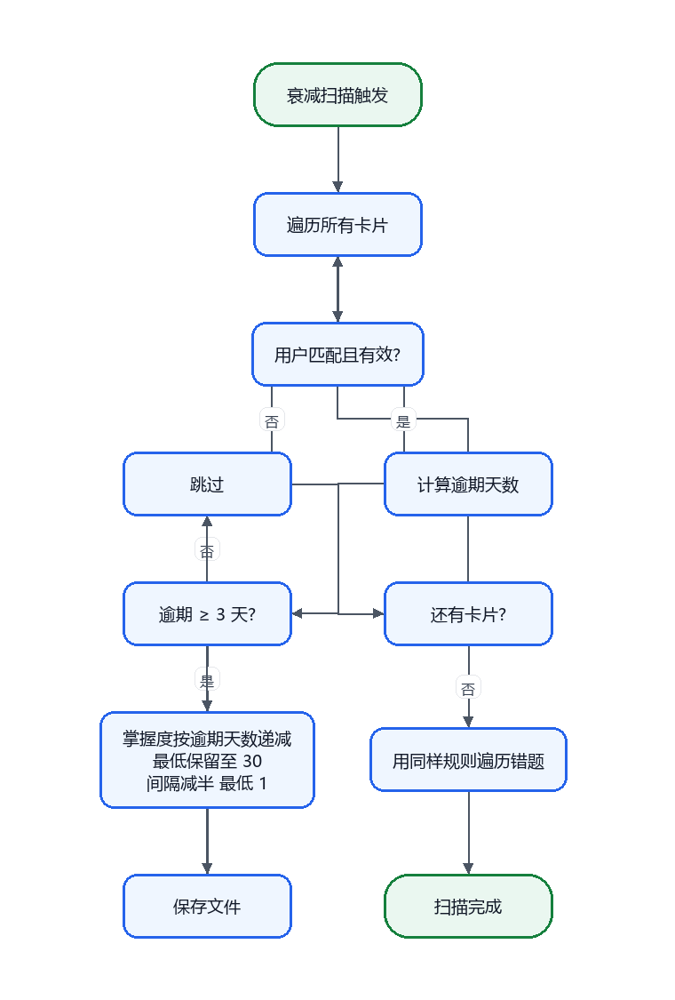 衰减扫描触发
遍历所有卡片
用户匹配且有效?
否
是
跳过
计算逾期天数
否
逾期 ≥ 3 天?
还有卡片?
是
否
掌握度按逾期天数递减
最低保留至 30
间隔减半 最低 1
用同样规则遍历错题
保存文件
扫描完成